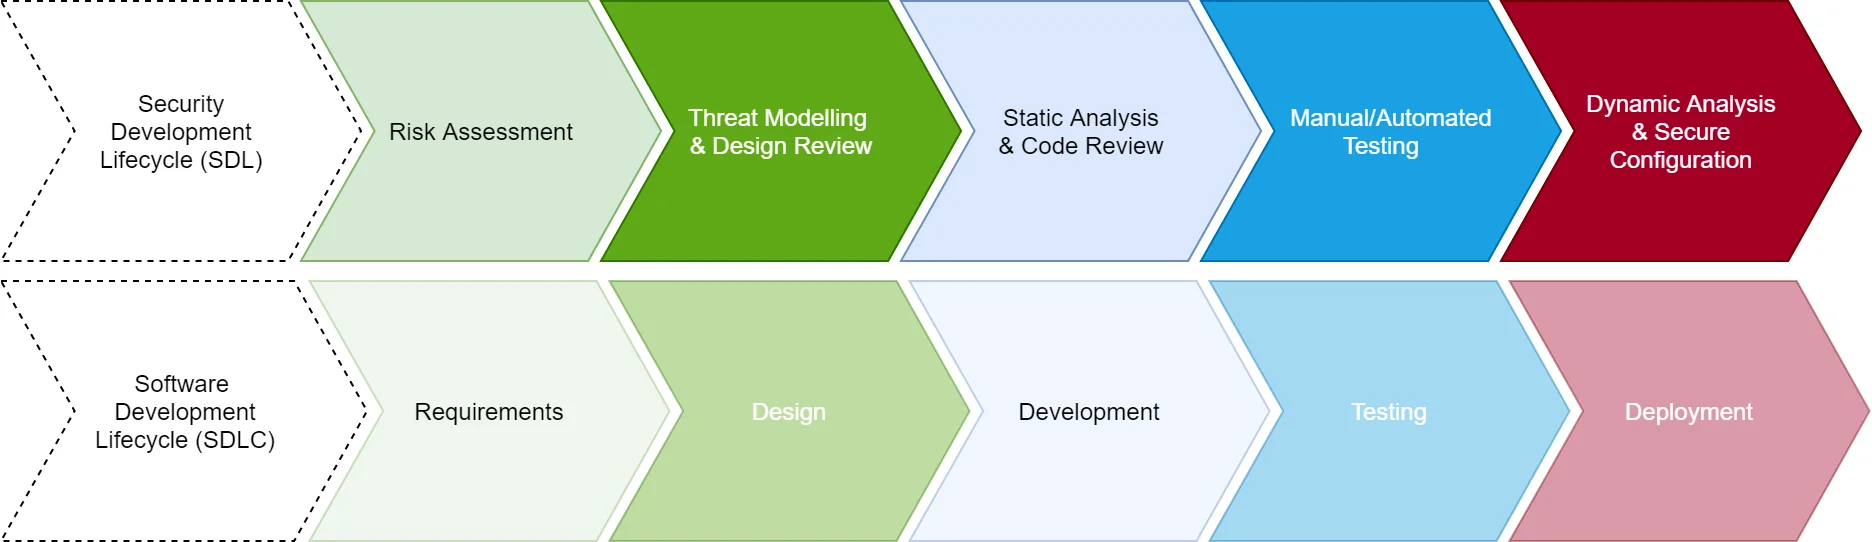 Security
Development
Lifecycle (SDL)
Risk Assessment
Threat Modelling
& Design Review
Static Analysis
& Code Review
Manual/Automated
Testing
Dynamic Analysis
& Secure
Configuration
Software
Development
Lifecycle (SDLC)
Requirements
Design
Development
Testing
Deployment